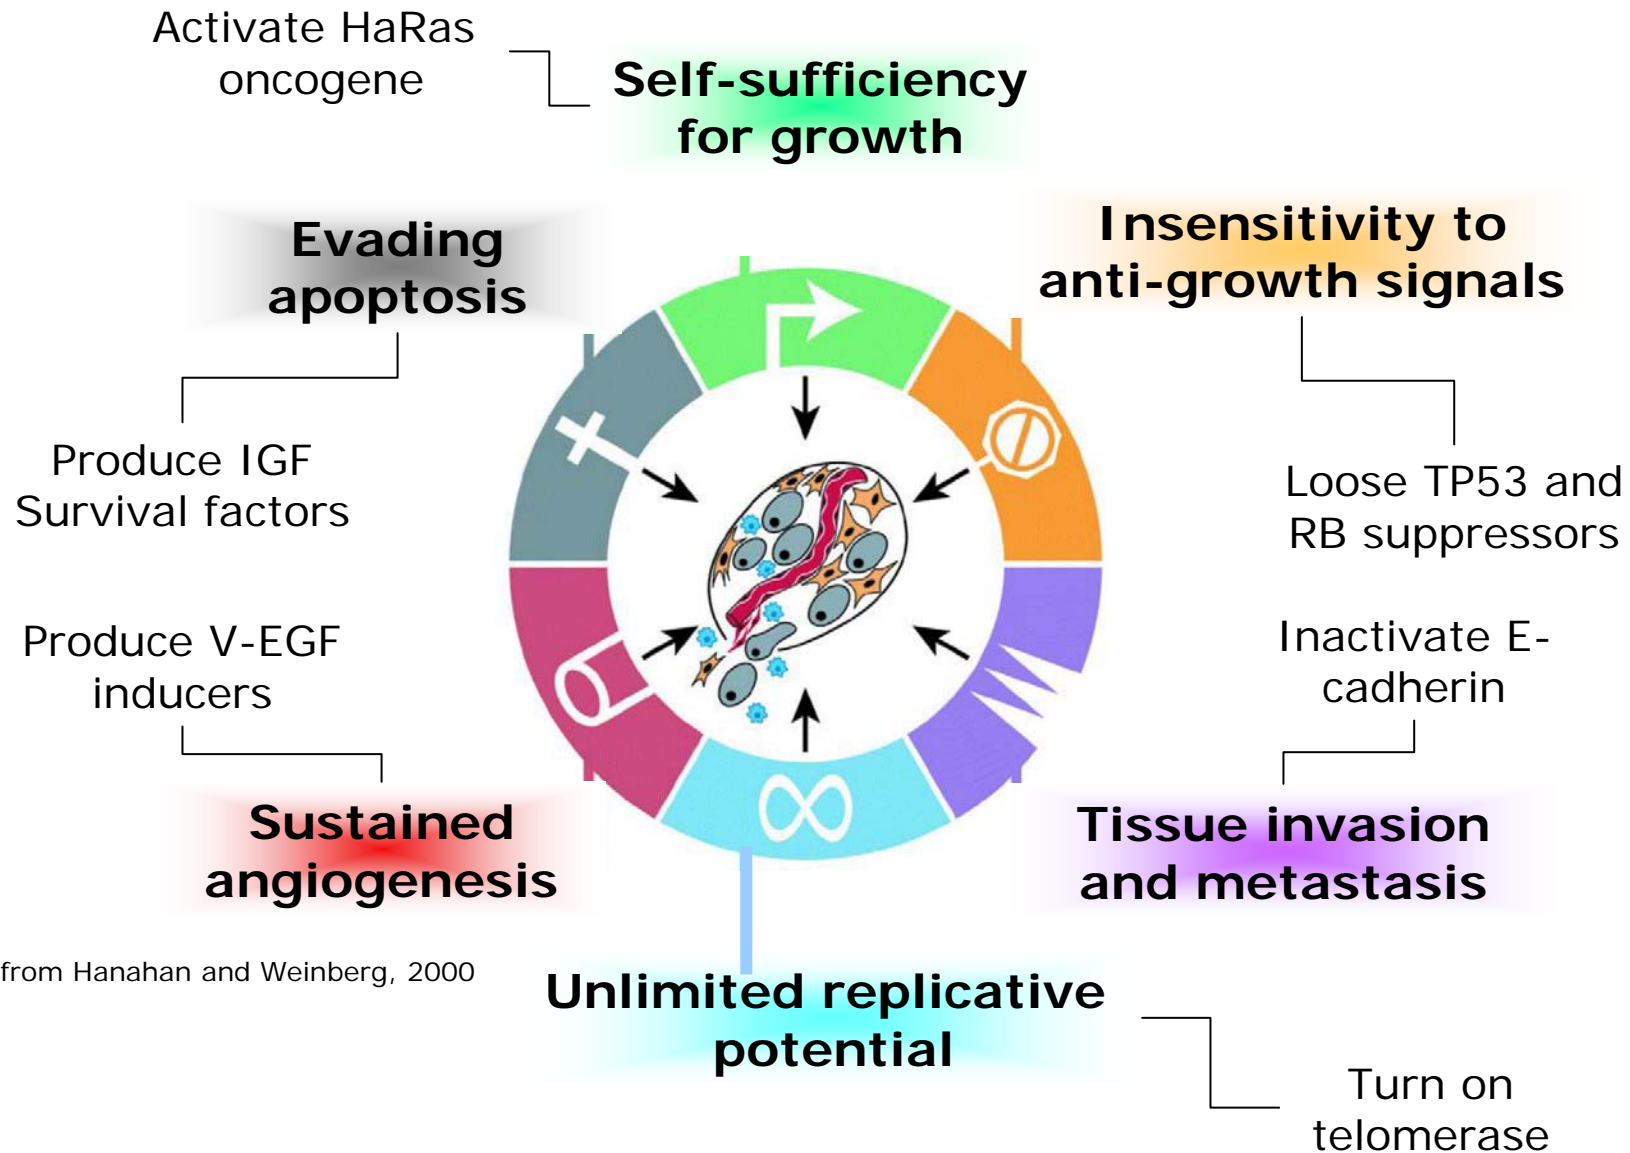 Activate HaRas
oncogene
Self-sufficiency
for growth
Evading
apoptosis
Insensitivity to
anti-growth signals
Produce IGF
Survival factors
Loose TP53 and
RB suppressors
Produce V-EGF
inducers
Inactivate E-
cadherin
Sustained
angiogenesis
Tissue invasion
and metastasis
from Hanahan and Weinberg, 2000
Unlimited replicative
potential
Turn on
telomerase